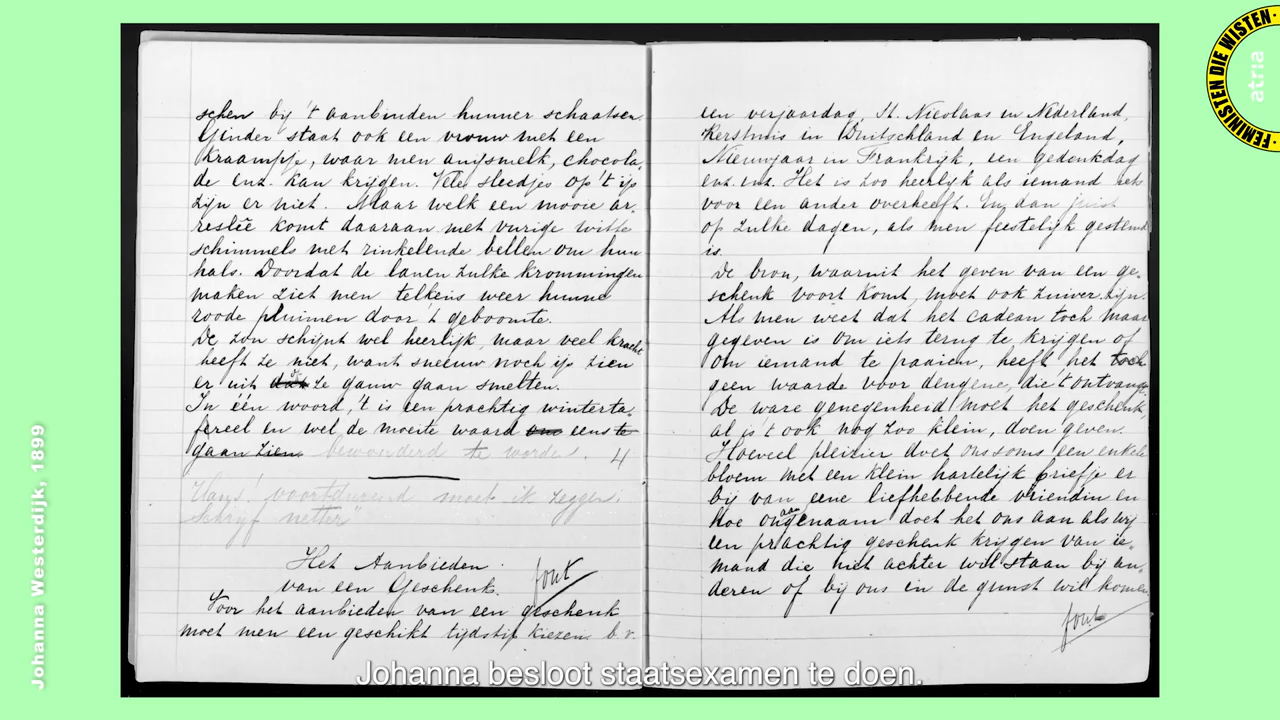 schen bij 't aanbinden hunner schaatsen
Ginder staat ook een vrouw met een
kraampje, waar men anijsmelk, chocola,
de enz. kan krijgen. Vele sleedjes op 't ijs
zijn er niet. Maar welk een mooie ar,
reslêe komt daaraan met vurige witte
schimmels met rinkelende bellen om hun
hals. Doordat de lanen zulke krommingen
maken ziet men telkens weer hunne
roode pluimen door 't geboomte.
De zon schijnt wel heerlijk, maar veel kracht
heeft ze niet, want sneeuw noch ijs zien
er uit dat ze gauw gaan smelten.
In één woord, 't is een prachtig winterta,
fereel en wel de moeite waard om eens te
gaan zien. bewonderd te worden. 4
Hans! voortdurend moet ik zeggen:
schrijf netter"
Het Aanbieden
van een Geschenk. fout
Voor het aanbieden van een geschenk
moet men een geschikt tijdstip kiezen b.v.
een verjaardag, St. Nicolaas in Nederland,
Kerstmis in Duitschland en Engeland,
Nieuwjaar in Frankrijk, een gedenkdag
enz. enz. Het is zoo heerlijk als iemand iets
voor een ander overheeft. En dan juist
op zulke dagen, als men feestelijk gestemd
is.
De bron, waaruit het geven van een ge,
schenk voort komt, moet ook zuiver zijn.
Als men weet dat het cadeau toch maar
gegeven is om iets terug te krijgen of
om iemand te paaien, heeft het toch
geen waarde voor dengene, die 't ontvangt
De ware genegenheid moet het geschenk
al is 't ook nog zoo klein, doen geven.
Hoeveel pleizier doet ons soms een enkele
bloem met een klein hartelijk briefje er
bij van eene liefhebbende vriendin en
hoe onaangenaam doet het ons aan als wij
een prachtig geschenk krijgen van ie,
mand die niet achter wil staan bij an,
deren of bij ons in de gunst wil komen
fout
Johanna Westerdijk, 1899
FEMINISTEN DIE WISTEN
atria
Johanna besloot staatsexamen te doen.